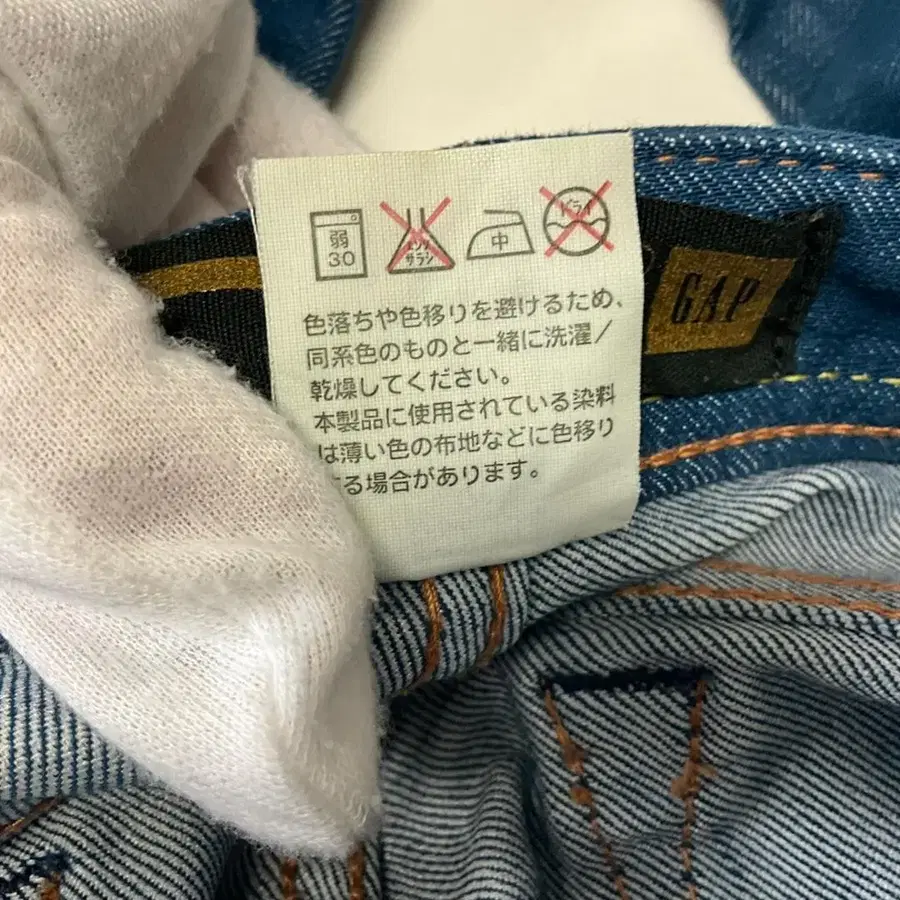 弱
30
エンソ
サラシ
中
ドライ
色落ちや色移りを避けるため、
同系色のものと一緒に洗濯/
乾燥してください。
本製品に使用されている染料
は薄い色の布地などに色移り
する場合があります。
GAP